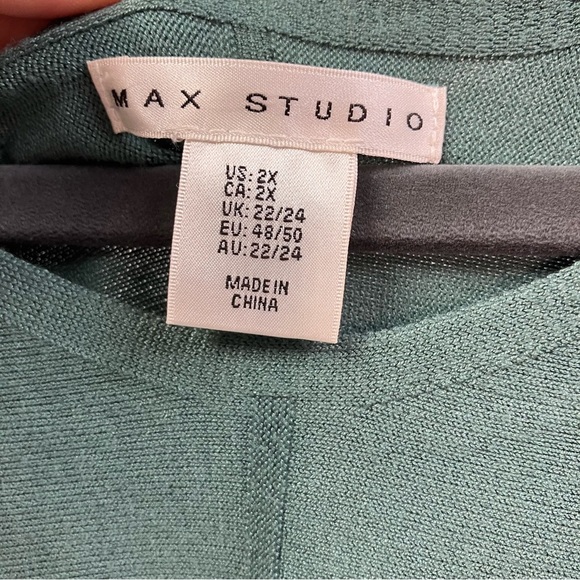 MAX STUDIO
US: 2X
CA: 2X
UK: 22/24
EU: 48/50
AU: 22/24
MADE IN
CHINA